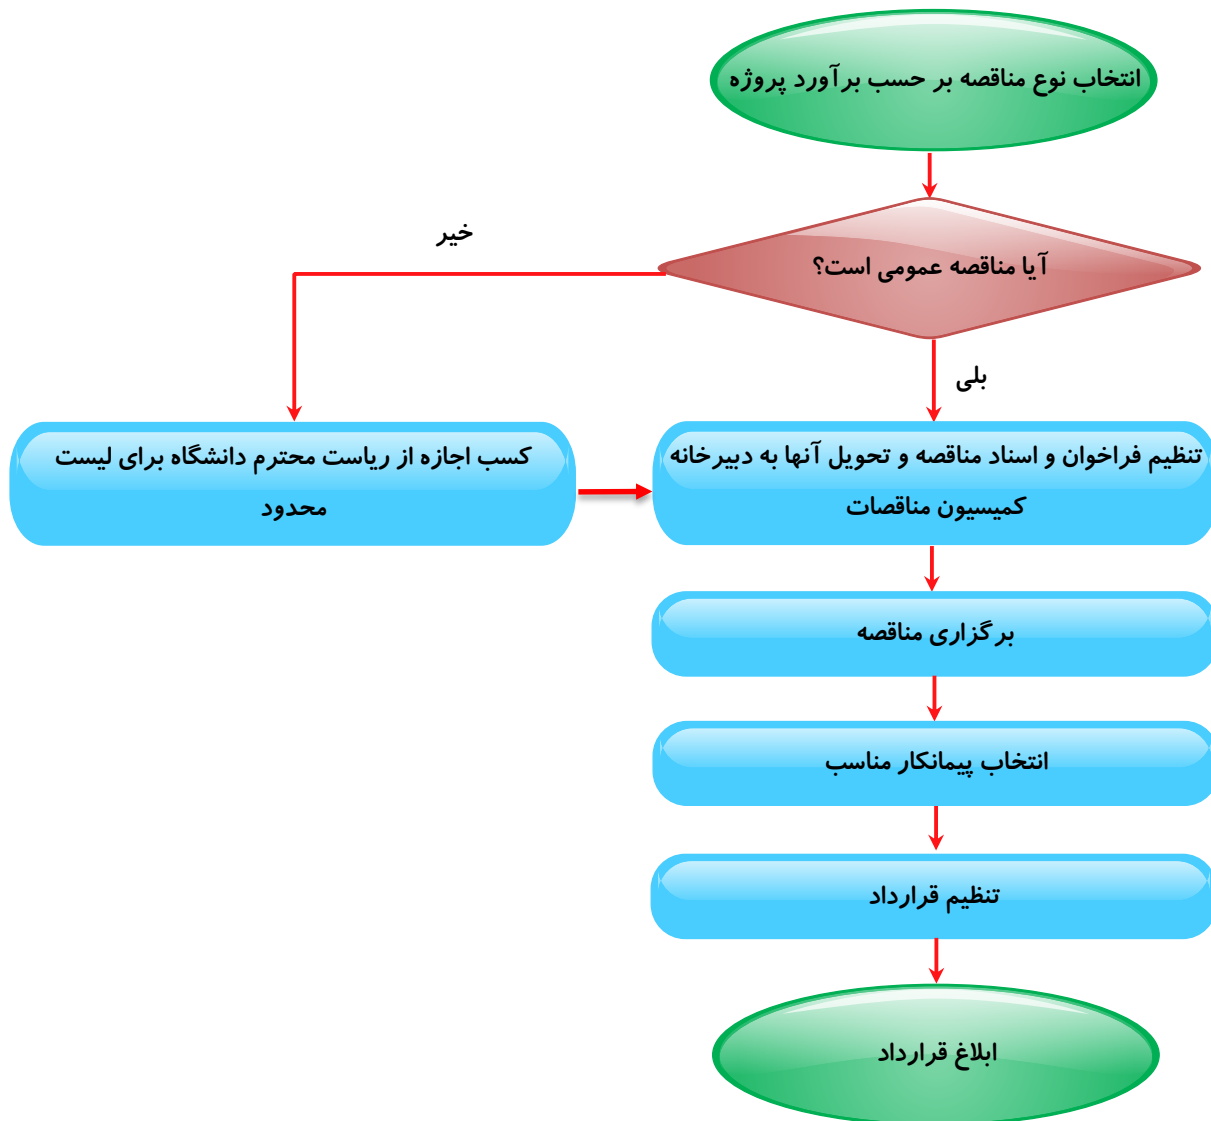 انتخاب نوع مناقصه بر حسب برآورد پروژه
خیر
آیا مناقصه عمومی است؟
بلی
تنظیم فراخوان و اسناد مناقصه و تحویل آنها به دبیرخانه
کمیسیون مناقصات
کسب اجازه از ریاست محترم دانشگاه برای لیست
محدود
برگزاری مناقصه
انتخاب پیمانکار مناسب
تنظیم قرارداد
ابلاغ قرارداد